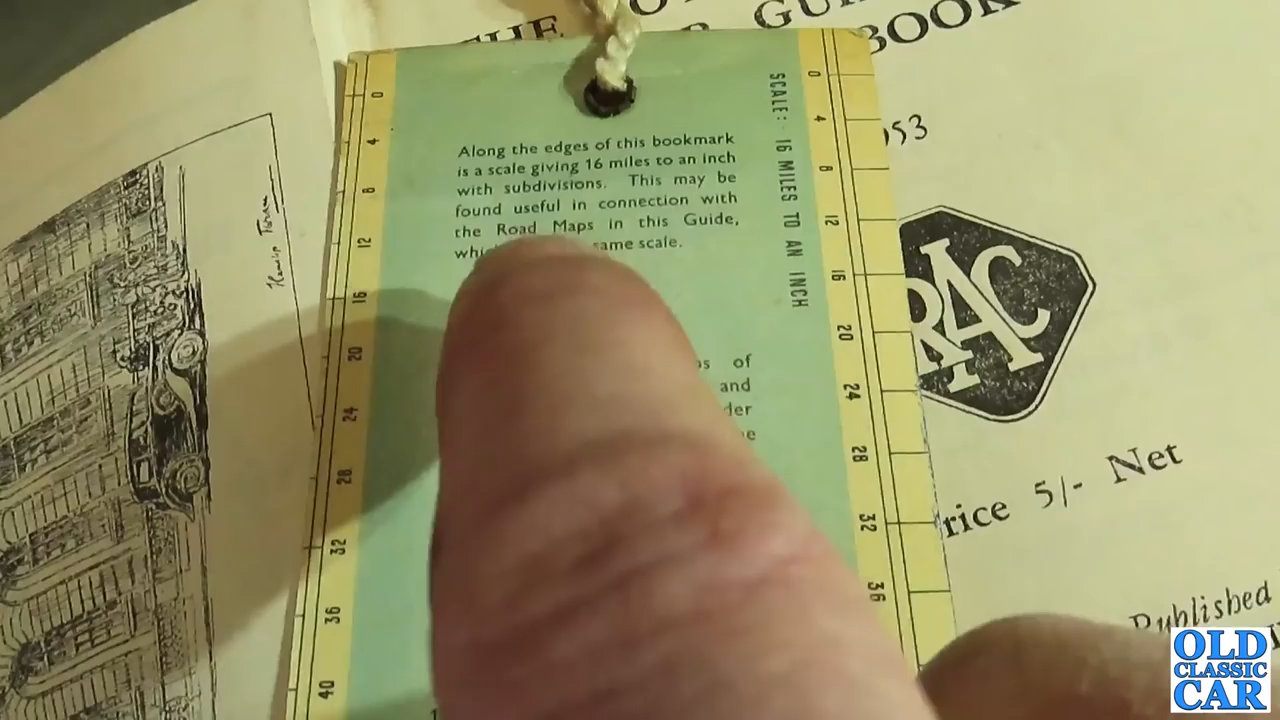 THE
GUI
BOOK
953
RAC
rice 5/- Net
Published
Along the edges of this bookmark
is a scale giving 16 miles to an inch
with subdivisions. This may be
found useful in connection with
the Road Maps in this Guide,
same scale.
of
and
SCALE: 16 MILES TO AN INCH
0
4
8
12
16
20
24
28
32
36
40
0
4
8
12
16
20
24
28
32
36
OLD
CLASSIC
CAR